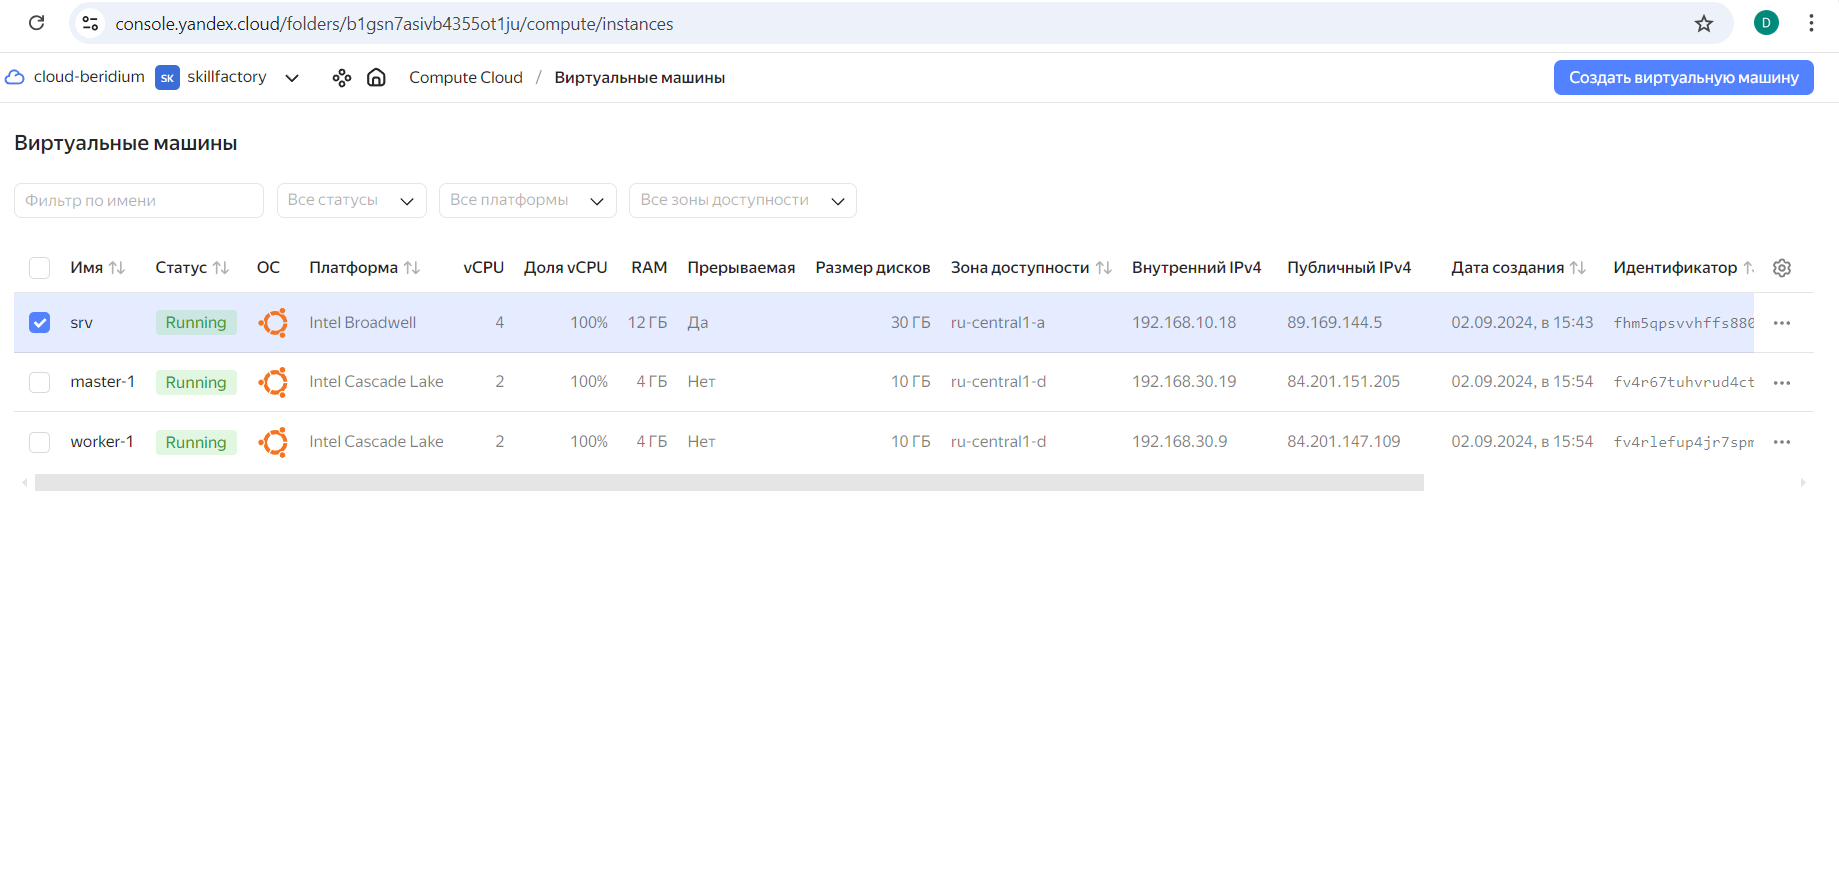 console.yandex.cloud/folders/b1gsn7asivb4355ot1ju/compute/instances D
cloud-beridium SK skillfactory Compute Cloud / Виртуальные машины Создать виртуальную машину
Виртуальные машины
Фильтр по имени Все статусы Все платформы Все зоны доступности
Имя Статус ОС Платформа vCPU Доля vCPU RAM Прерываемая Размер дисков Зона доступности Внутренний IPv4 Публичный IPv4 Дата создания Идентификатор
srv Running Intel Broadwell 4 100% 12 ГБ Да 30 ГБ ru-central1-a 192.168.10.18 89.169.144.5 02.09.2024, в 15:43 fhm5qpsvvhffs880
master-1 Running Intel Cascade Lake 2 100% 4 ГБ Нет 10 ГБ ru-central1-d 192.168.30.19 84.201.151.205 02.09.2024, в 15:54 fv4r67tuhvrud4ct
worker-1 Running Intel Cascade Lake 2 100% 4 ГБ Нет 10 ГБ ru-central1-d 192.168.30.9 84.201.147.109 02.09.2024, в 15:54 fv4rlefup4jr7spm